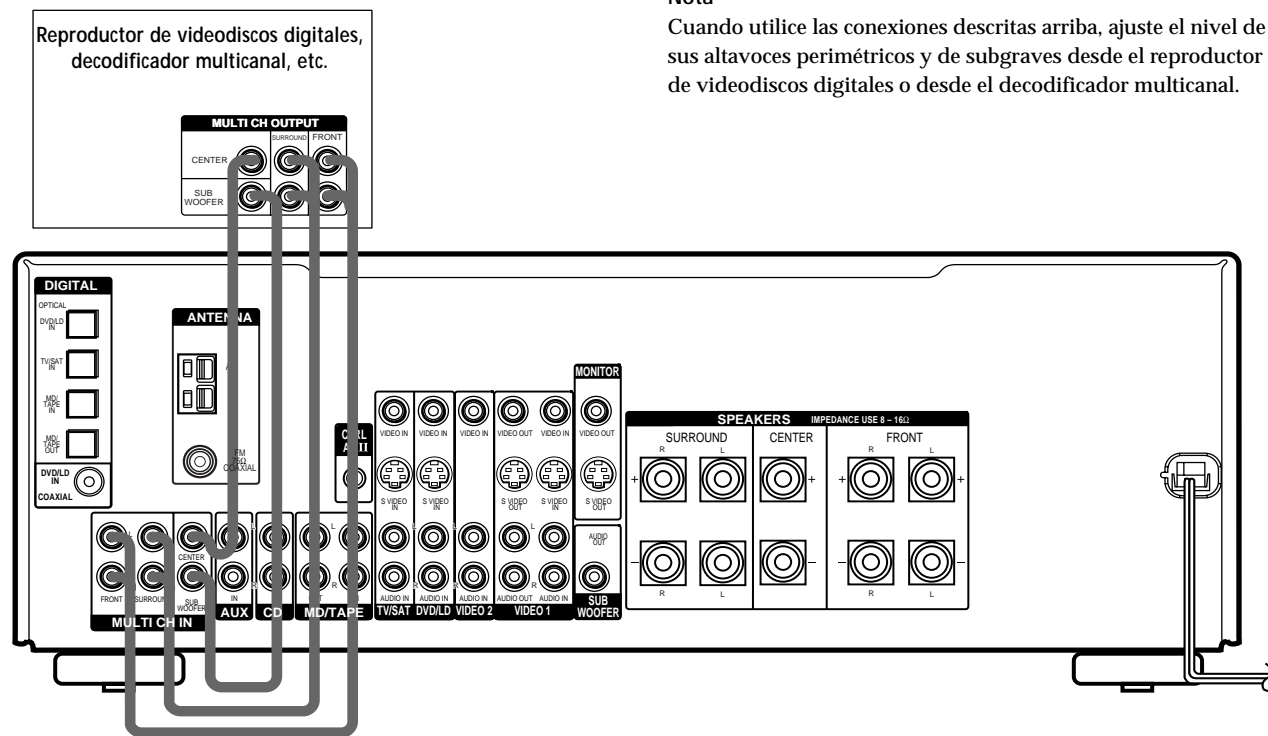 Nota
Cuando utilice las conexiones descritas arriba, ajuste el nivel de
sus altavoces perimétricos y de subgraves desde el reproductor
de videodiscos digitales o desde el decodificador multicanal.
Reproductor de videodiscos digitales,
decodificador multicanal, etc.
MULTI CH OUTPUT
SURROUND FRONT
CENTER
SUB
WOOFER
DIGITAL
OPTICAL
DVD/LD
IN
TV/SAT
IN
MD/
TAPE
IN
MD/
TAPE
OUT
DVD/LD
IN
COAXIAL
ANTENNA
A
FM
75Ω
COAXIAL
MONITOR
VIDEO IN VIDEO IN VIDEO IN VIDEO OUT VIDEO IN VIDEO OUT
S VIDEO
IN
S VIDEO
IN
S VIDEO
OUT
S VIDEO
IN
S VIDEO
OUT
AUDIO
OUT
SUB
WOOFER
L
R
CENTER
FRONT SURROUND SUB
WOOFER
MULTI CH IN
L
R
IN
AUX CD MD/TAPE
L
R
AUDIO IN AUDIO IN AUDIO IN AUDIO OUT AUDIO IN
TV/SAT DVD/LD VIDEO 2 VIDEO 1
SPEAKERS IMPEDANCE USE 8 – 16Ω
SURROUND CENTER FRONT
R L R L
+ + + +
– – – –
R L R L